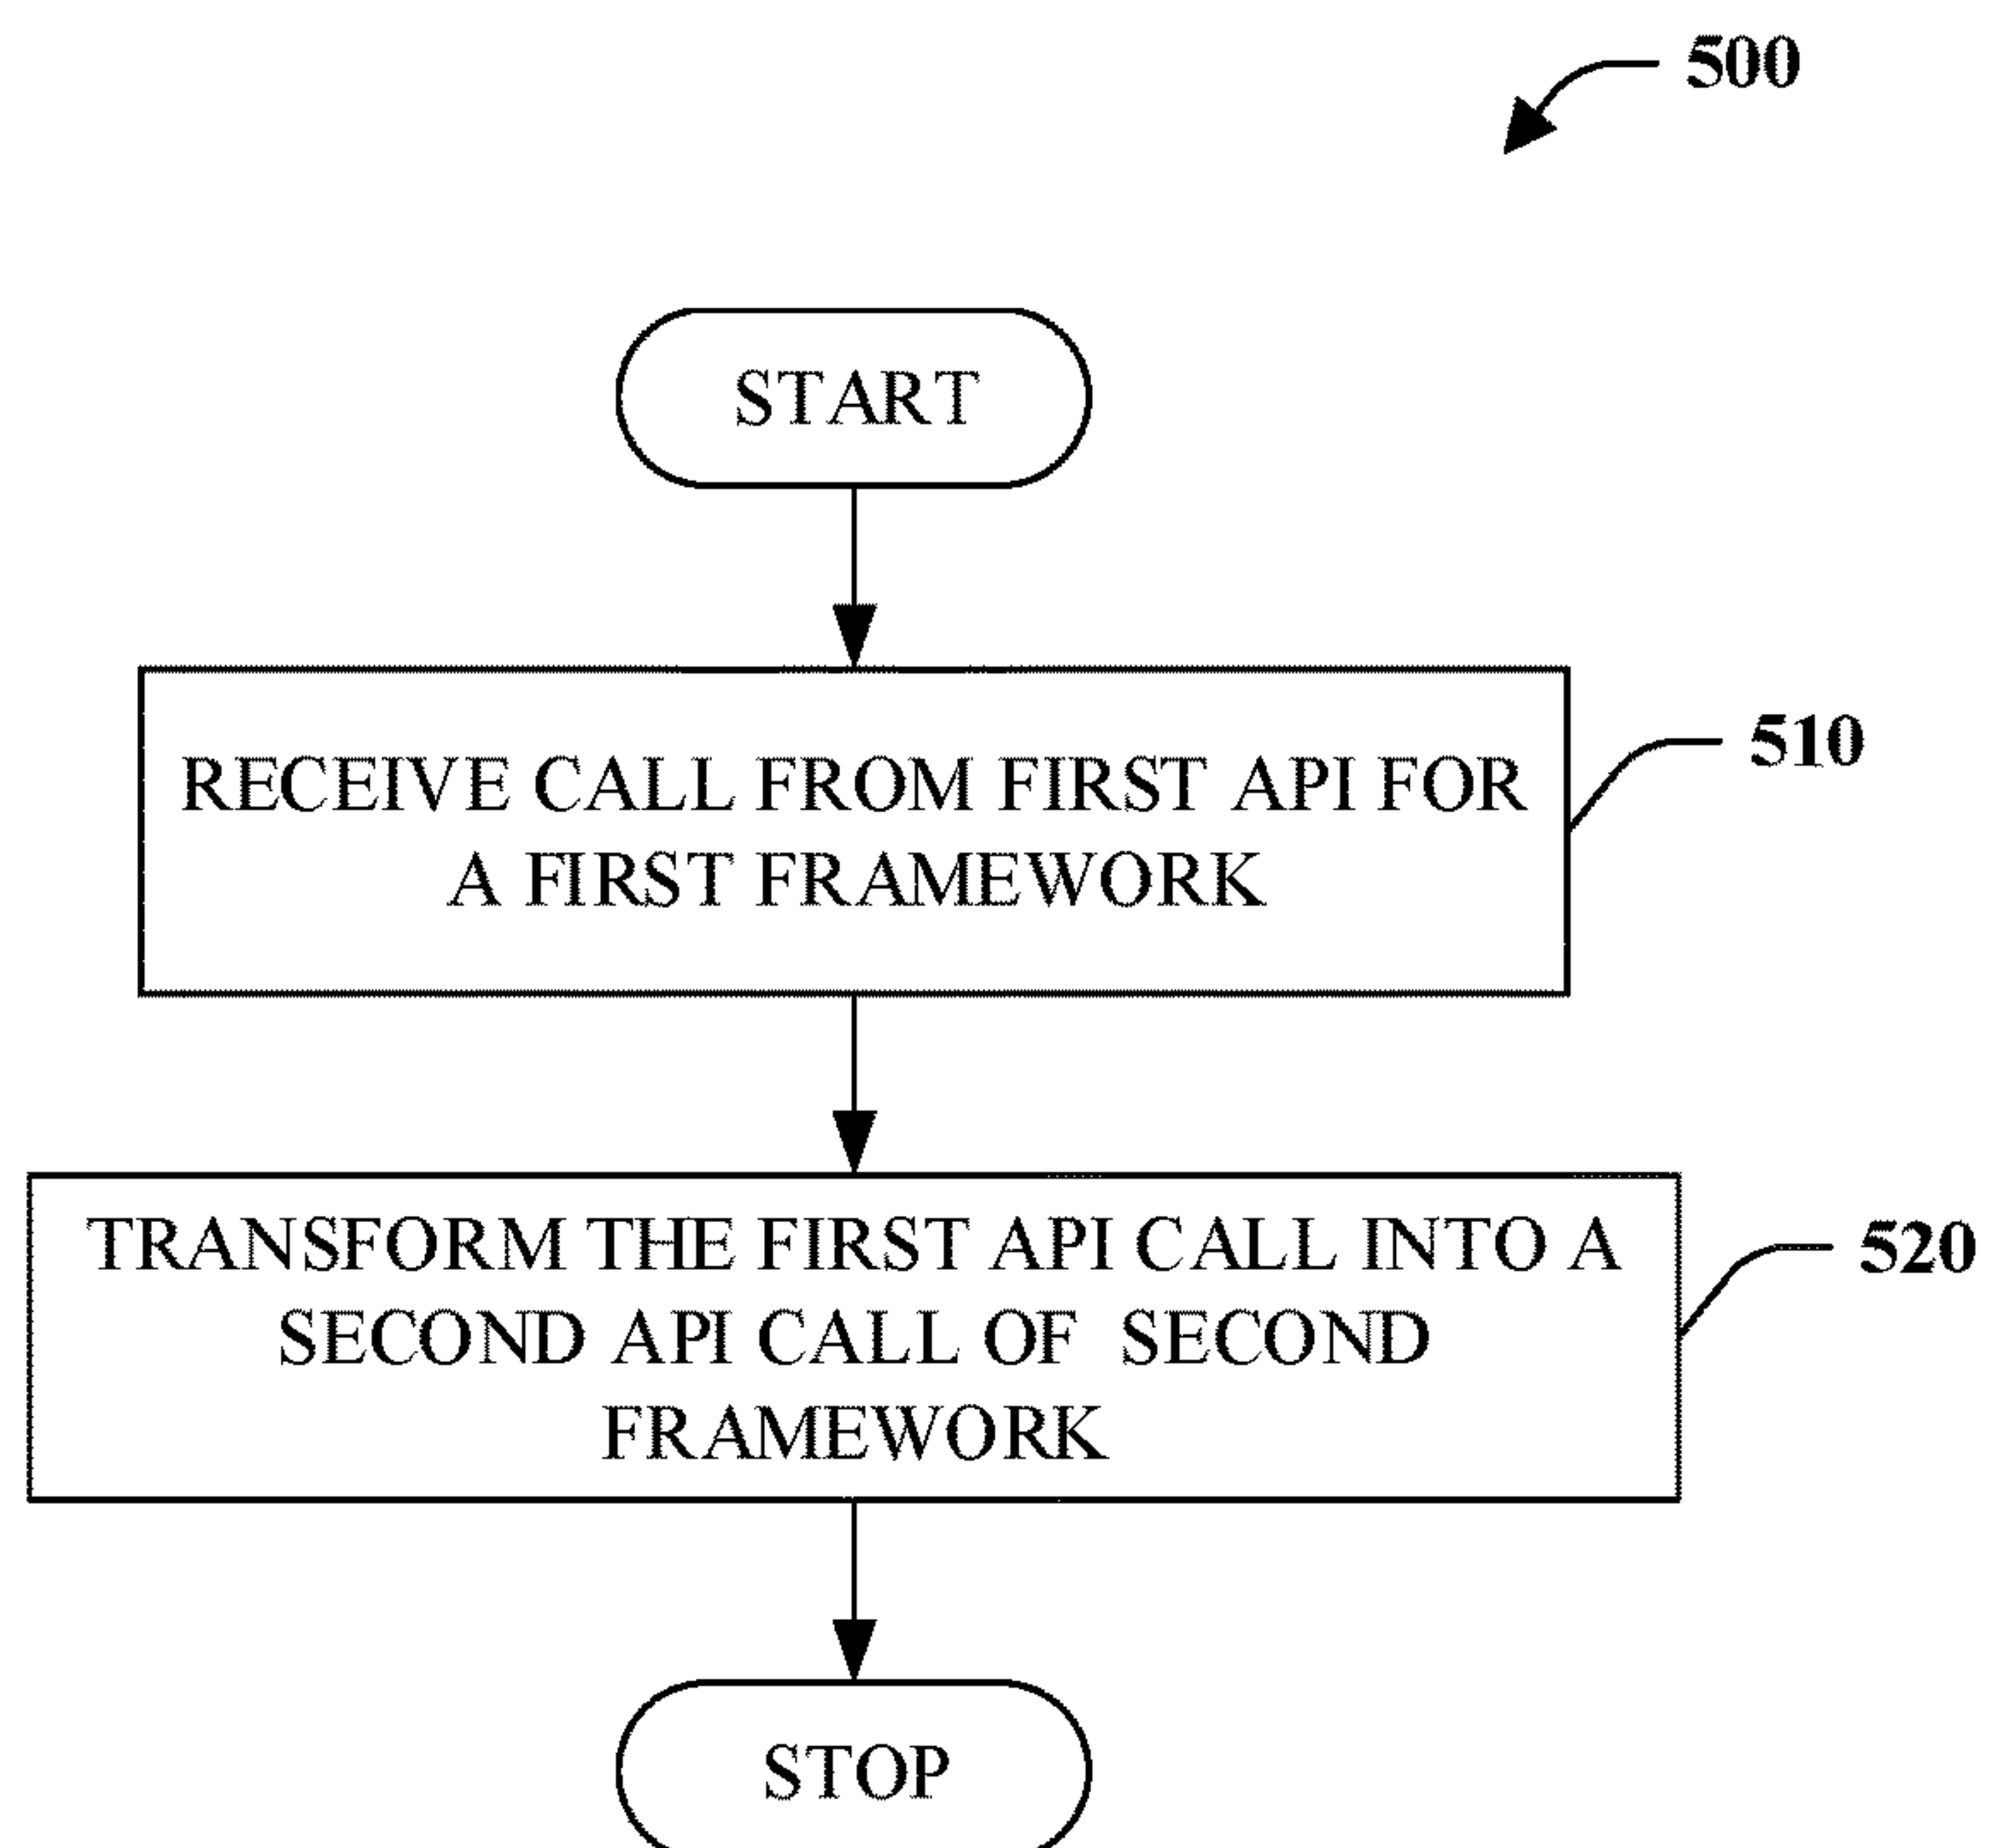 500
START
RECEIVE CALL FROM FIRST API FOR
A FIRST FRAMEWORK
510
TRANSFORM THE FIRST API CALL INTO A
SECOND API CALL OF SECOND
FRAMEWORK
520
STOP